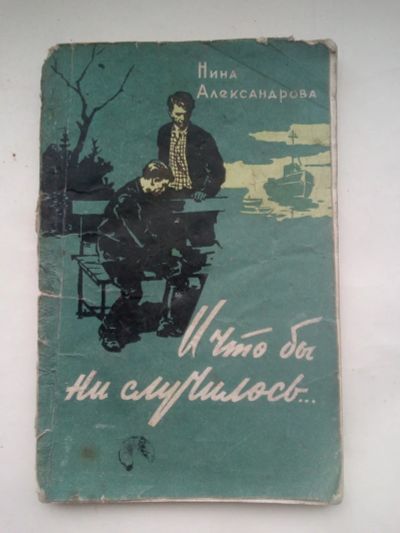 Нина
Александрова
И что бы
ни случилось...